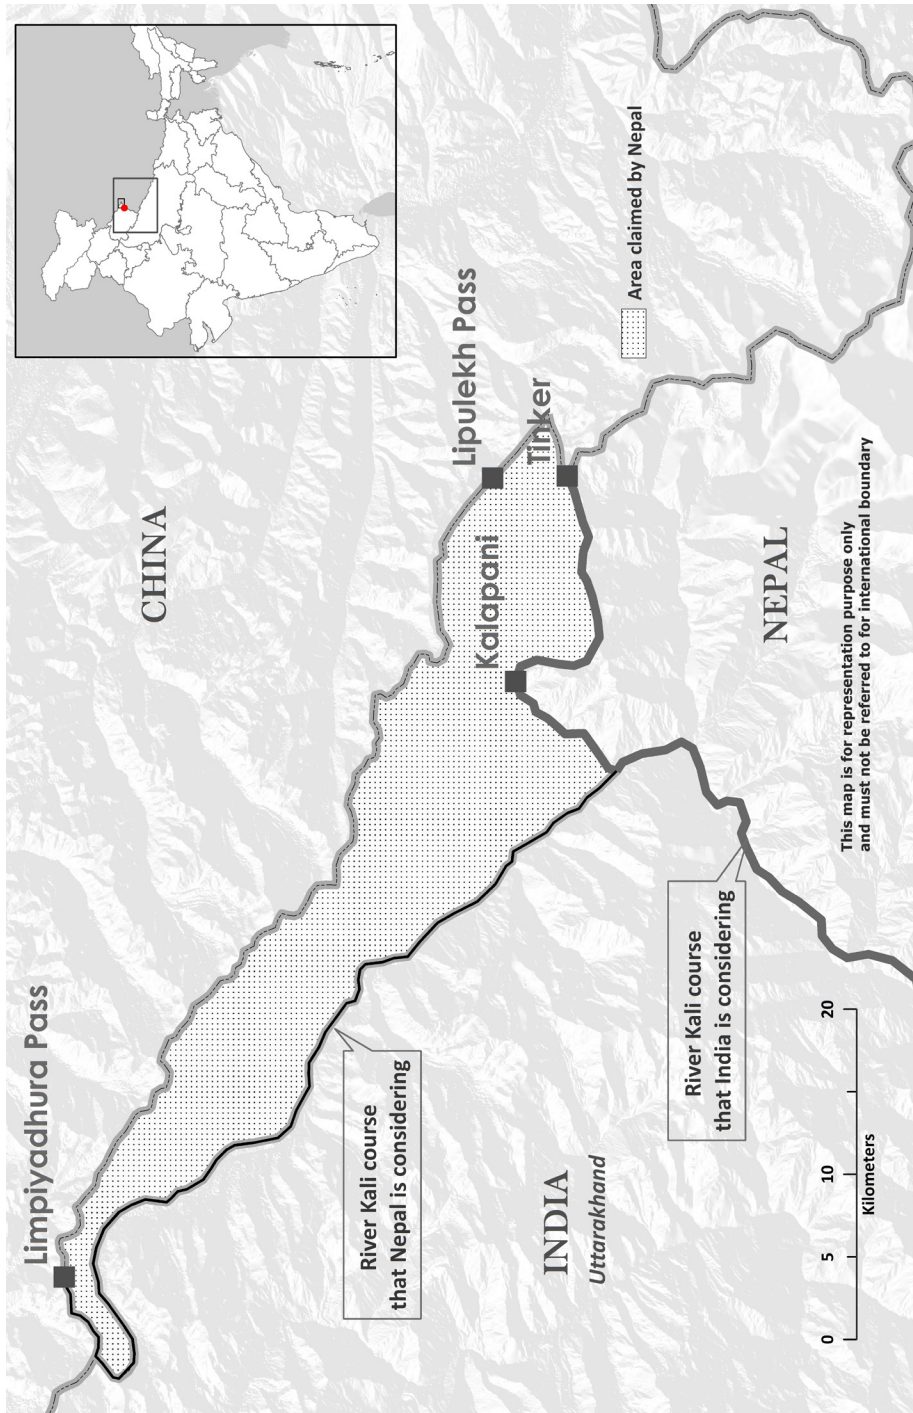 Limpiyadhura Pass
CHINA
Lipulekh Pass
Tinker
Kalapani
River Kali course
that Nepal is considering
INDIA
Uttarakhand
River Kali course
that India is considering
NEPAL
Area claimed by Nepal
This map is for representation purpose only
and must not be referred to for international boundary
0 5 10 20
Kilometers